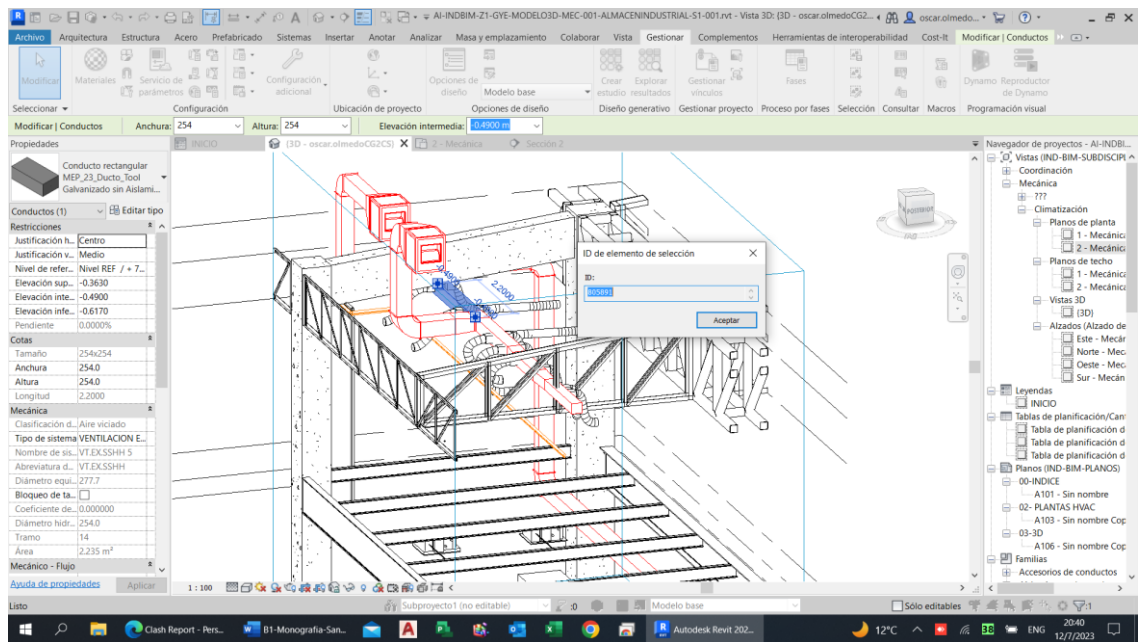 AI-INDBIM-Z1-GYE-MODELO3D-MEC-001-ALMACENINDUSTRIAL-S1-001.rvt - Vista 3D: {3D - oscar.olmedoCG2... oscar.olmedo...
Archivo Arquitectura Estructura Acero Prefabricado Sistemas Insertar Anotar Analizar Masa y emplazamiento Colaborar Vista Gestionar Complementos Herramientas de interoperabilidad Cost-It Modificar | Conductos
Modificar Materiales Servicio de parámetros Configuración adicional Opciones de diseño Modelo base Crear estudio Explorar resultados Gestionar vínculos Fases Dynamo Reproductor de Dynamo
Seleccionar Configuración Ubicación de proyecto Opciones de diseño Diseño generativo Gestionar proyecto Proceso por fases Selección Consultar Macros Programación visual
Modificar | Conductos Anchura: 254 Altura: 254 Elevación intermedia: -0.4900 m
Propiedades
INICIO {3D - oscar.olmedoCG2CS} 2 - Mecánica Sección 2
Navegador de proyectos - AI-INDBI...
Conducto rectangular
MEP_23_Ducto_Tool
Galvanizado sin Aislami...
Conductos (1) Editar tipo
Restricciones
Justificación h... Centro
Justificación v... Medio
Nivel de refer... Nivel REF / + 7...
Elevación sup... -0.3630
Elevación inte... -0.4900
Elevación infe... -0.6170
Pendiente 0.0000%
Cotas
Tamaño 254x254
Anchura 254.0
Altura 254.0
Longitud 2.2000
Mecánica
Clasificación d... Aire viciado
Tipo de sistema VENTILACION E...
Nombre de sis... VT.EX.SSHH 5
Abreviatura d... VT.EX.SSHH
Diámetro equi... 277.7
Bloqueo de ta...
Coeficiente de... 0.000000
Diámetro hidr... 254.0
Tramo 14
Área 2.235 m²
Mecánico - Flujo
Ayuda de propiedades Aplicar
-0.4900
2.2000
POSTERIOR
ID de elemento de selección
ID:
805891
Aceptar
Vistas (IND-BIM-SUBDISCIPL
Coordinación
Mecánica
???
Climatización
Planos de planta
1 - Mecánica
2 - Mecánica
Planos de techo
1 - Mecánica
2 - Mecánica
Vistas 3D
{3D}
Alzados (Alzado de
Este - Mecán
Norte - Mec
Oeste - Mec
Sur - Mecán
Leyendas
INICIO
Tablas de planificación/Can
Tabla de planificación d
Tabla de planificación d
Tabla de planificación d
Planos (IND-BIM-PLANOS)
00-INDICE
A101 - Sin nombre
02- PLANTAS HVAC
A103 - Sin nombre Cop
03-3D
A106 - Sin nombre Cop
Familias
Accesorios de conductos
1 : 100
Listo Subproyecto1 (no editable) :0 Modelo base Sólo editables :1
Clash Report - Pers... B1-Monografia-San... Autodesk Revit 202... 12°C 38 ENG 20:40
12/7/2023